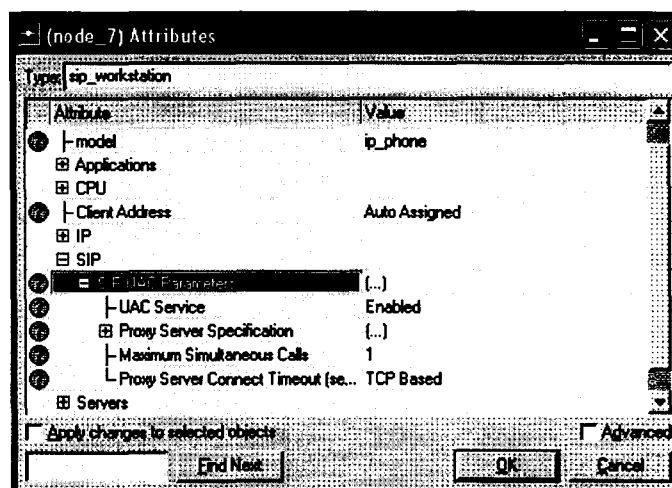 (node_7) Attributes
Type: sip_workstation
Attribute Value
model ip_phone
Applications
CPU
Client Address Auto Assigned
IP
SIP
SIP UAC Parameters (...)
UAC Service Enabled
Proxy Server Specification (...)
Maximum Simultaneous Calls 1
Proxy Server Connect Timeout (se... TCP Based
Servers
Apply changes to selected objects Advanced
Find Next OK Cancel